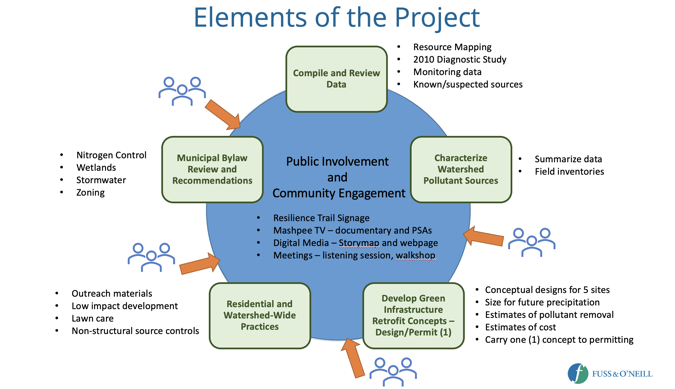 Elements of the Project
Compile and Review
Data
• Resource Mapping
• 2010 Diagnostic Study
• Monitoring data
• Known/suspected sources
• Nitrogen Control
• Wetlands
• Stormwater
• Zoning
Municipal Bylaw
Review and
Recommendations
Public Involvement
and
Community Engagement
Characterize
Watershed
Pollutant Sources
• Summarize data
• Field inventories
• Resilience Trail Signage
• Mashpee TV – documentary and PSAs
• Digital Media – Storymap and webpage
• Meetings – listening session, walkshop
• Outreach materials
• Low impact development
• Lawn care
• Non-structural source controls
Residential and
Watershed-Wide
Practices
Develop Green
Infrastructure
Retrofit Concepts –
Design/Permit (1)
• Conceptual designs for 5 sites
• Size for future precipitation
• Estimates of pollutant removal
• Estimates of cost
• Carry one (1) concept to permitting
f FUSS & O'NEILL